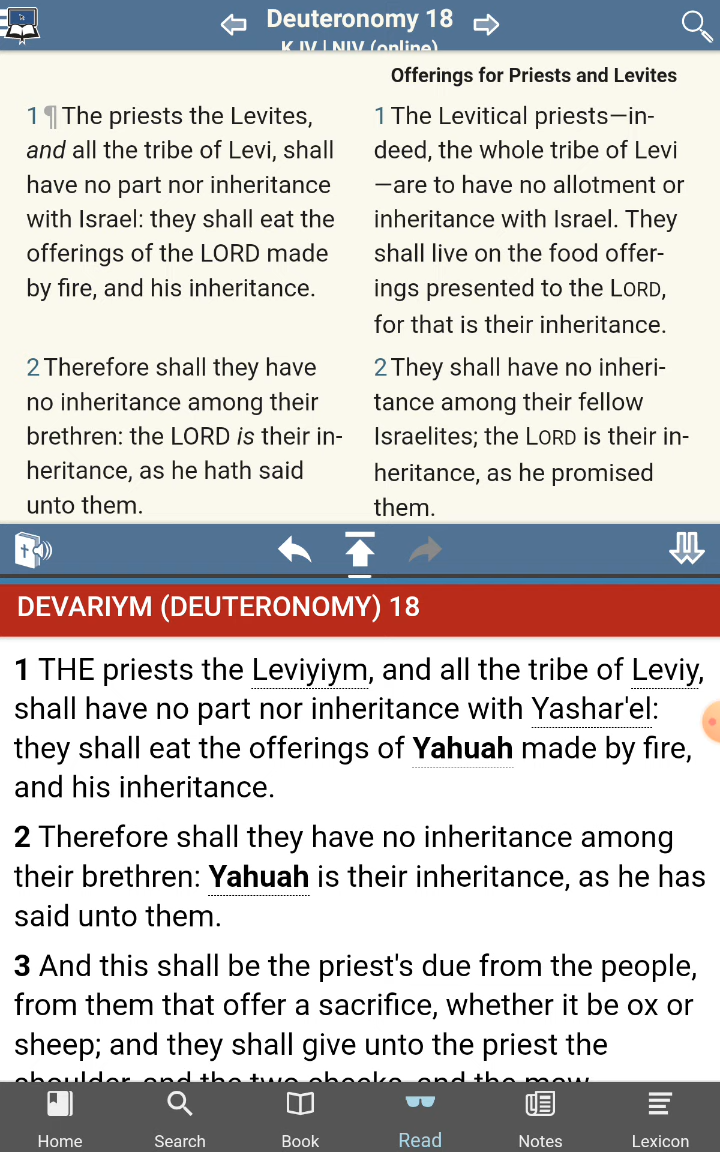 Deuteronomy 18
KJV | NIV (online)
Offerings for Priests and Levites
1 ¶ The priests the Levites,
and all the tribe of Levi, shall
have no part nor inheritance
with Israel: they shall eat the
offerings of the LORD made
by fire, and his inheritance.
2 Therefore shall they have
no inheritance among their
brethren: the LORD is their in-
heritance, as he hath said
unto them.
1 The Levitical priests—in-
deed, the whole tribe of Levi
—are to have no allotment or
inheritance with Israel. They
shall live on the food offer-
ings presented to the LORD,
for that is their inheritance.
2 They shall have no inheri-
tance among their fellow
Israelites; the LORD is their in-
heritance, as he promised
them.
DEVARIYM (DEUTERONOMY) 18
1 THE priests the Leviyiym, and all the tribe of Leviy,
shall have no part nor inheritance with Yashar'el:
they shall eat the offerings of Yahuah made by fire,
and his inheritance.
2 Therefore shall they have no inheritance among
their brethren: Yahuah is their inheritance, as he has
said unto them.
3 And this shall be the priest's due from the people,
from them that offer a sacrifice, whether it be ox or
sheep; and they shall give unto the priest the
shoulder, and the two cheeks, and the maw.
Home
Search
Book
Read
Notes
Lexicon